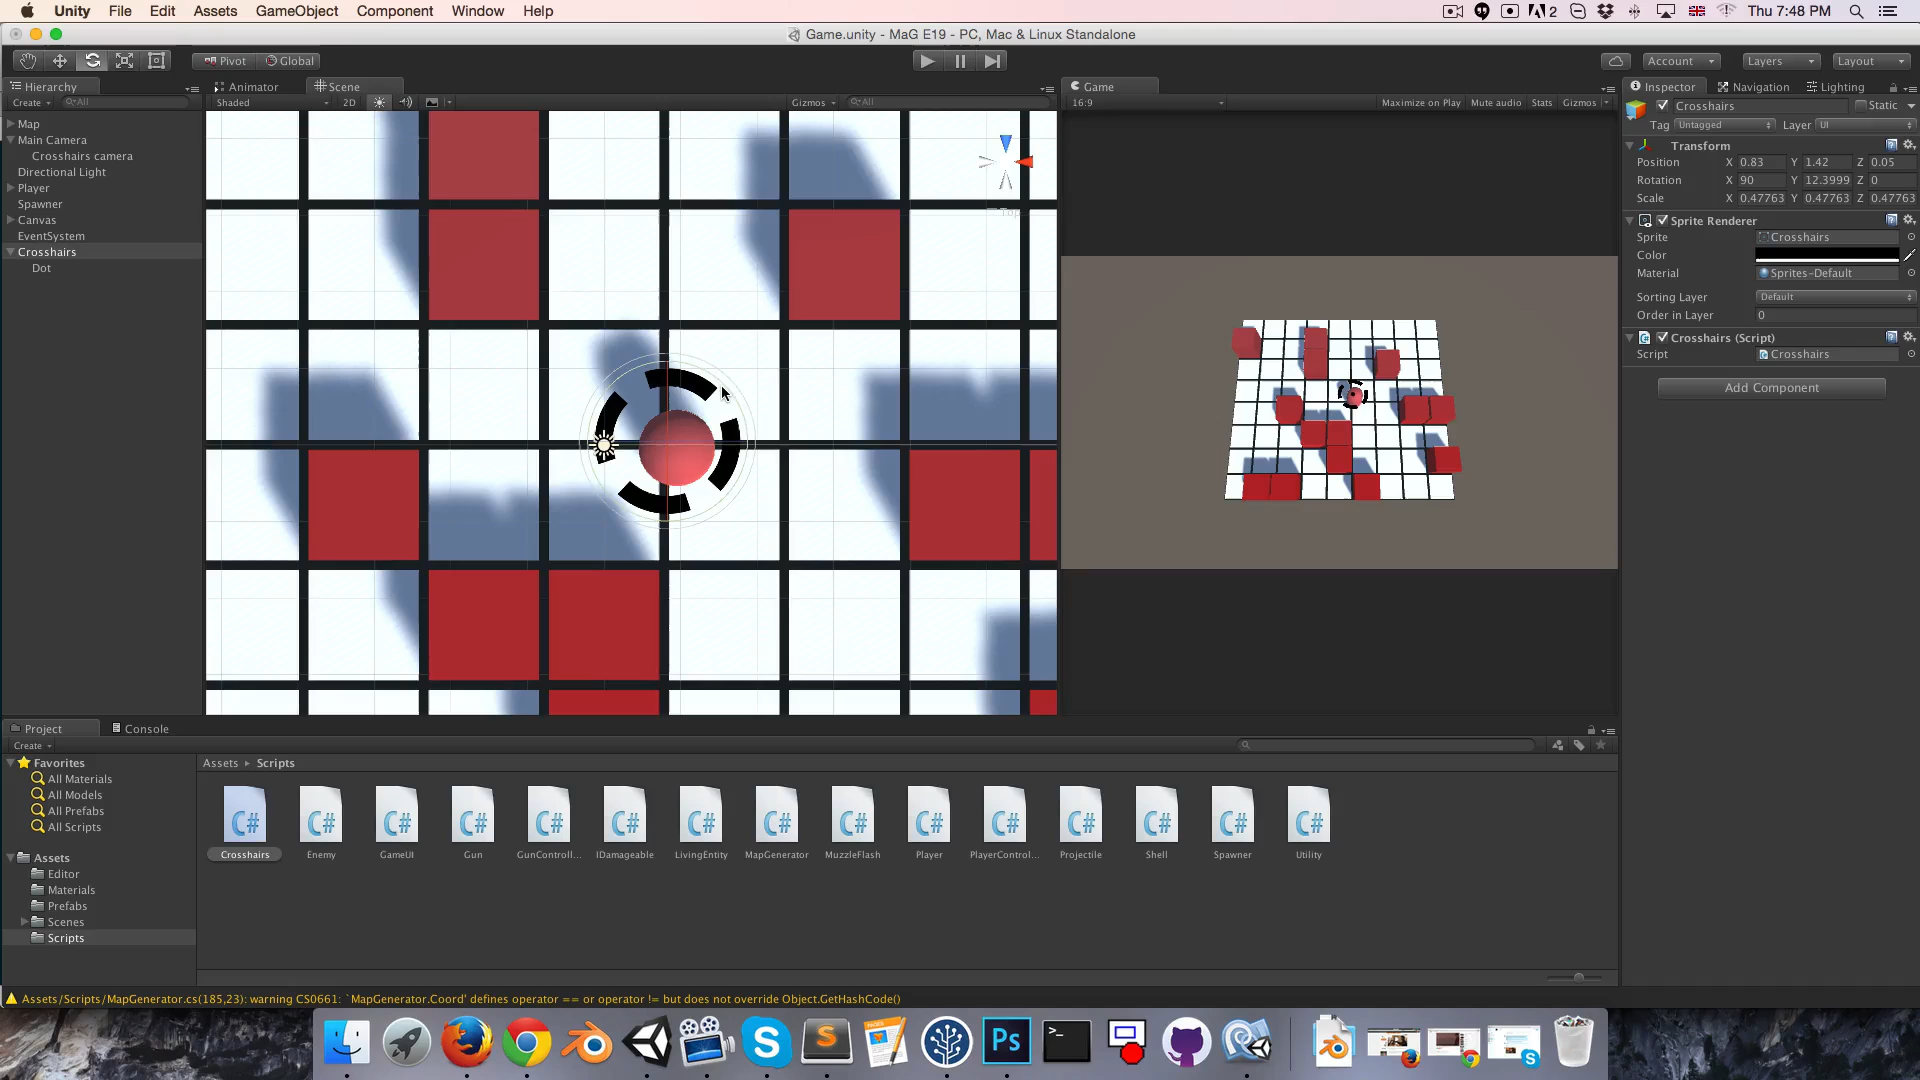 Unity File Edit Assets GameObject Component Window Help 2 Thu 7:48 PM
Game.unity - MaG E19 - PC, Mac & Linux Standalone
Pivot Global Account Layers Layout
Hierarchy Animator Scene Game Inspector Navigation Lighting
Create All Shaded 2D Gizmos All 16:9 Maximize on Play Mute audio Stats Gizmos
Crosshairs Static
Tag Untagged Layer UI
Map
Main Camera
Crosshairs camera
Directional Light
Player
Spawner
Canvas
EventSystem
Crosshairs
Dot
Top
Transform
Position X 0.83 Y 1.42 Z 0.05
Rotation X 90 Y 12.3999 Z 0
Scale X 0.47763 Y 0.47763 Z 0.47763
Sprite Renderer
Sprite Crosshairs
Color
Material Sprites-Default
Sorting Layer Default
Order in Layer 0
Crosshairs (Script)
Script Crosshairs
Add Component
Project Console
Create
Favorites
All Materials
All Models
All Prefabs
All Scripts
Assets
Editor
Materials
Prefabs
Scenes
Scripts
Assets Scripts
C# C# C# C# C# C# C# C# C# C# C# C# C# C# C#
Crosshairs Enemy GameUI Gun GunControll... IDamageable LivingEntity MapGenerator MuzzleFlash Player PlayerControl... Projectile Shell Spawner Utility
Assets/Scripts/MapGenerator.cs(185,23): warning CS0661: `MapGenerator.Coord' defines operator == or operator != but does not override Object.GetHashCode()
S S Ps >_